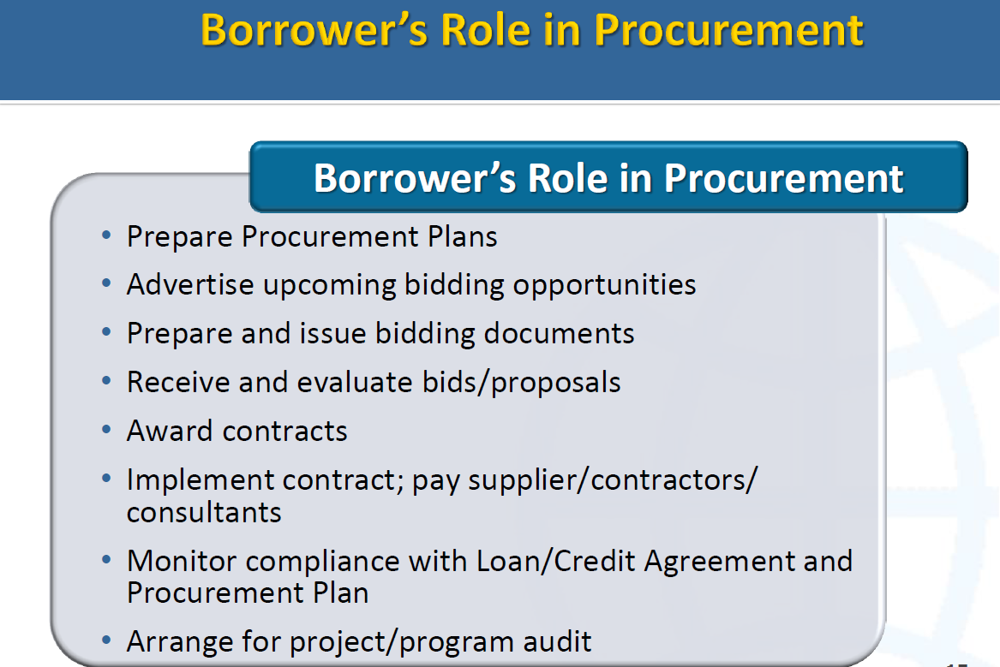 Borrower’s Role in Procurement
Borrower’s Role in Procurement
• Prepare Procurement Plans
• Advertise upcoming bidding opportunities
• Prepare and issue bidding documents
• Receive and evaluate bids/proposals
• Award contracts
• Implement contract; pay supplier/contractors/
consultants
• Monitor compliance with Loan/Credit Agreement and
Procurement Plan
• Arrange for project/program audit